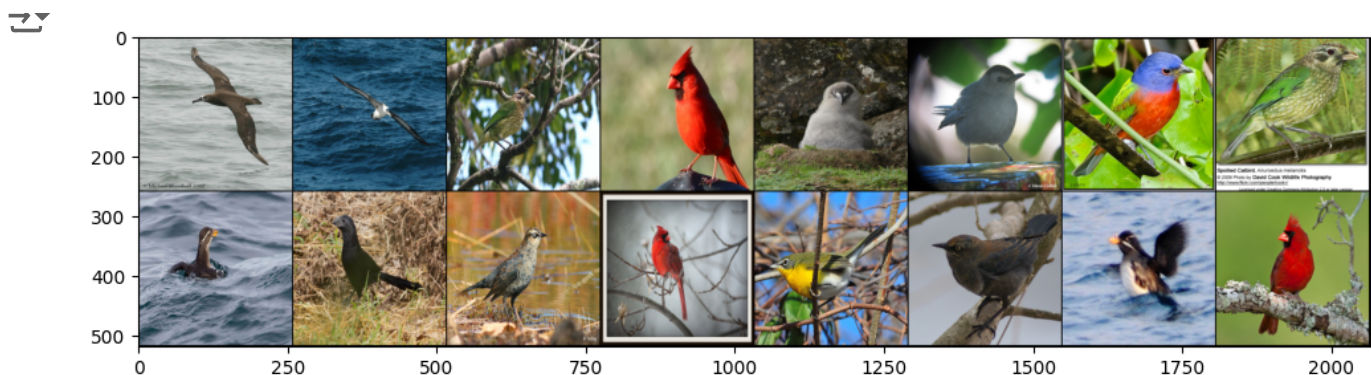 0
100
200
300
400
500
0 250 500 750 1000 1250 1500 1750 2000
Spotted Catbird, Ailuroedus melanotis
© 2009 Photo by David Cook Wildlife Photography